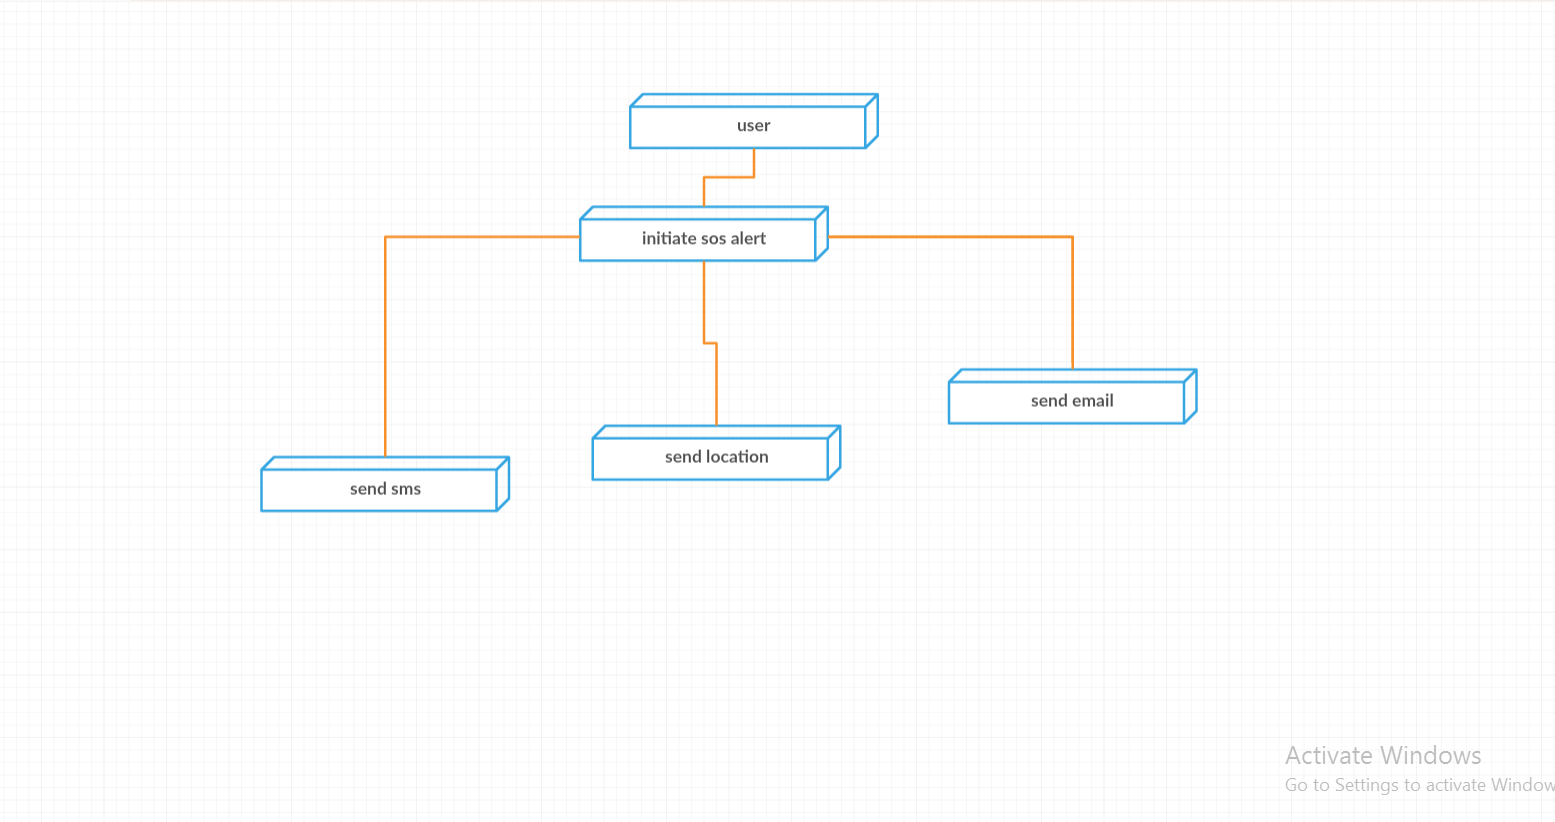 user
initiate sos alert
send email
send location
send sms
Activate Windows
Go to Settings to activate Window